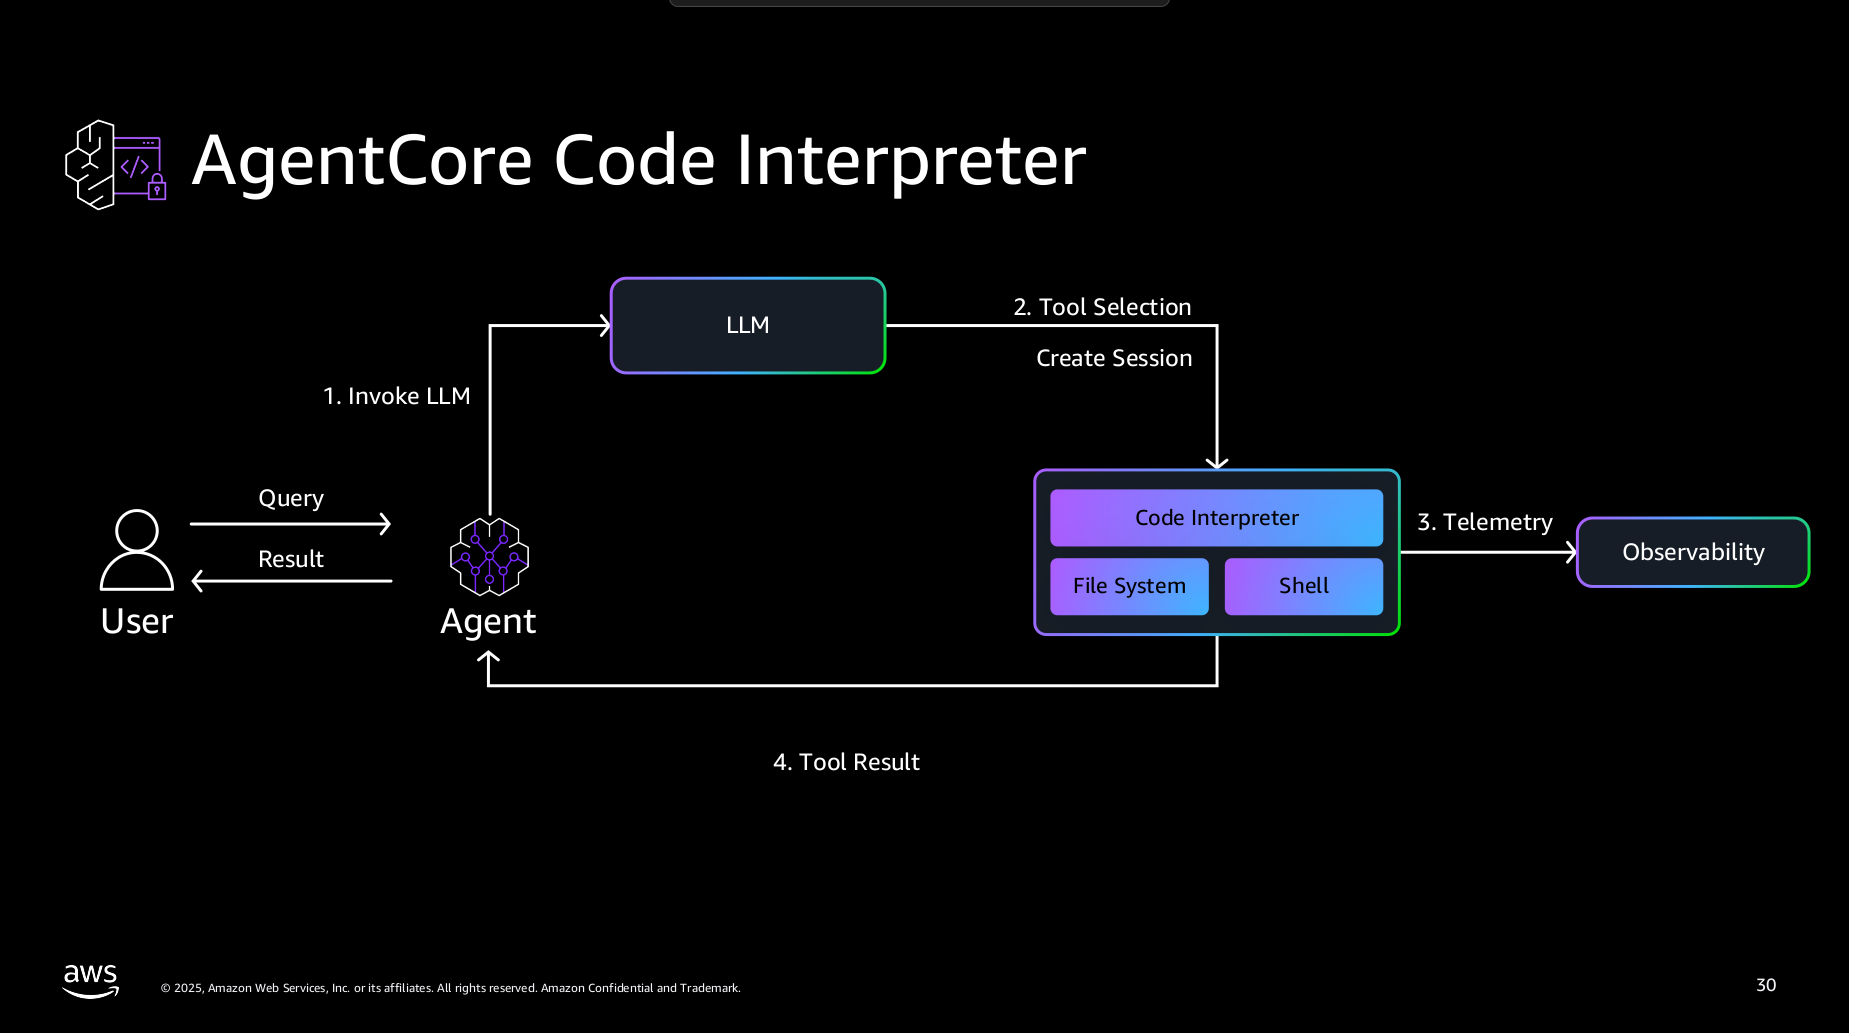 AgentCore Code Interpreter
LLM
2. Tool Selection
Create Session
1. Invoke LLM
Query
Result
User
Agent
Code Interpreter
File System
Shell
3. Telemetry
Observability
4. Tool Result
aws
© 2025, Amazon Web Services, Inc. or its affiliates. All rights reserved. Amazon Confidential and Trademark.
30